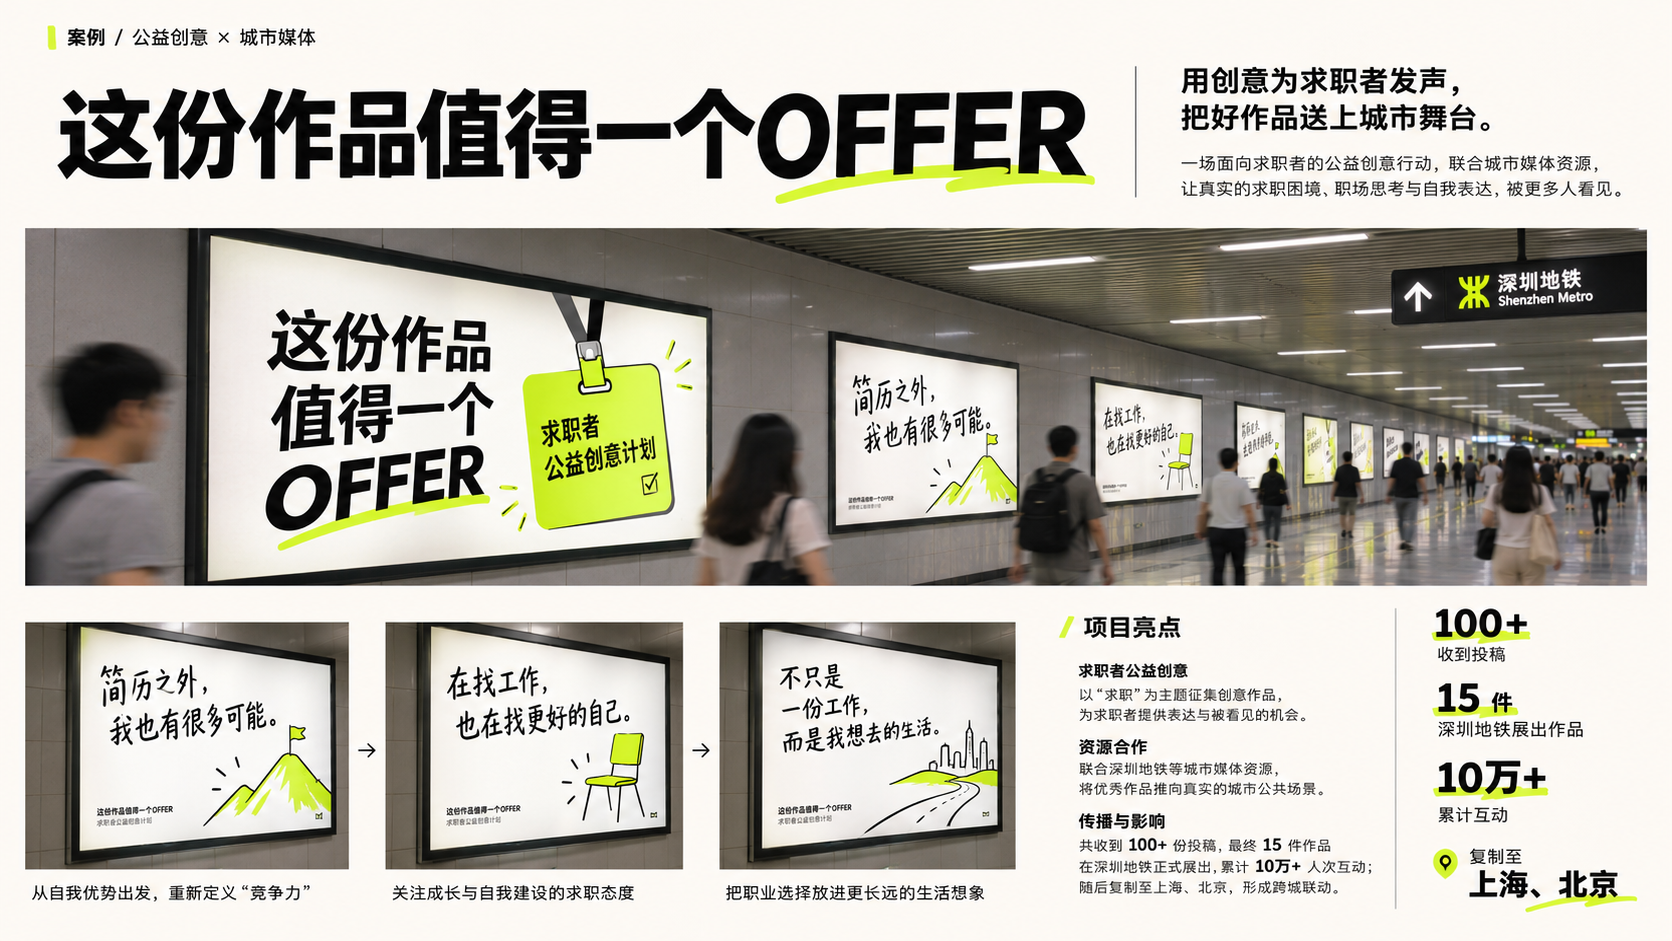 案例 / 公益创意 × 城市媒体
这份作品值得一个OFFER
用创意为求职者发声，
把好作品送上城市舞台。
一场面向求职者的公益创意行动，联合城市媒体资源，
让真实的求职困境、职场思考与自我表达，被更多人看见。
这份作品
值得一个
OFFER
求职者
公益创意计划
简历之外，
我也有很多可能。
这份作品值得一个OFFER
在找工作，
也在找更好的自己。
深圳地铁
Shenzhen Metro
简历之外，
我也有很多可能。
这份作品值得一个OFFER
求职者公益创意计划
从自我优势出发，重新定义“竞争力”
→
在找工作，
也在找更好的自己。
这份作品值得一个OFFER
求职者公益创意计划
关注成长与自我建设的求职态度
→
不只是
一份工作，
而是我想去的生活。
这份作品值得一个OFFER
求职者公益创意计划
把职业选择放进更长远的生活想象
项目亮点
求职者公益创意
以“求职”为主题征集创意作品，
为求职者提供表达与被看见的机会。
资源合作
联合深圳地铁等城市媒体资源，
将优秀作品推向真实的城市公共场景。
传播与影响
共收到 100+ 份投稿，最终 15 件作品
在深圳地铁正式展出，累计 10万+ 人次互动；
随后复制至上海、北京，形成跨城联动。
100+
收到投稿
15 件
深圳地铁展出作品
10万+
累计互动
复制至
上海、北京